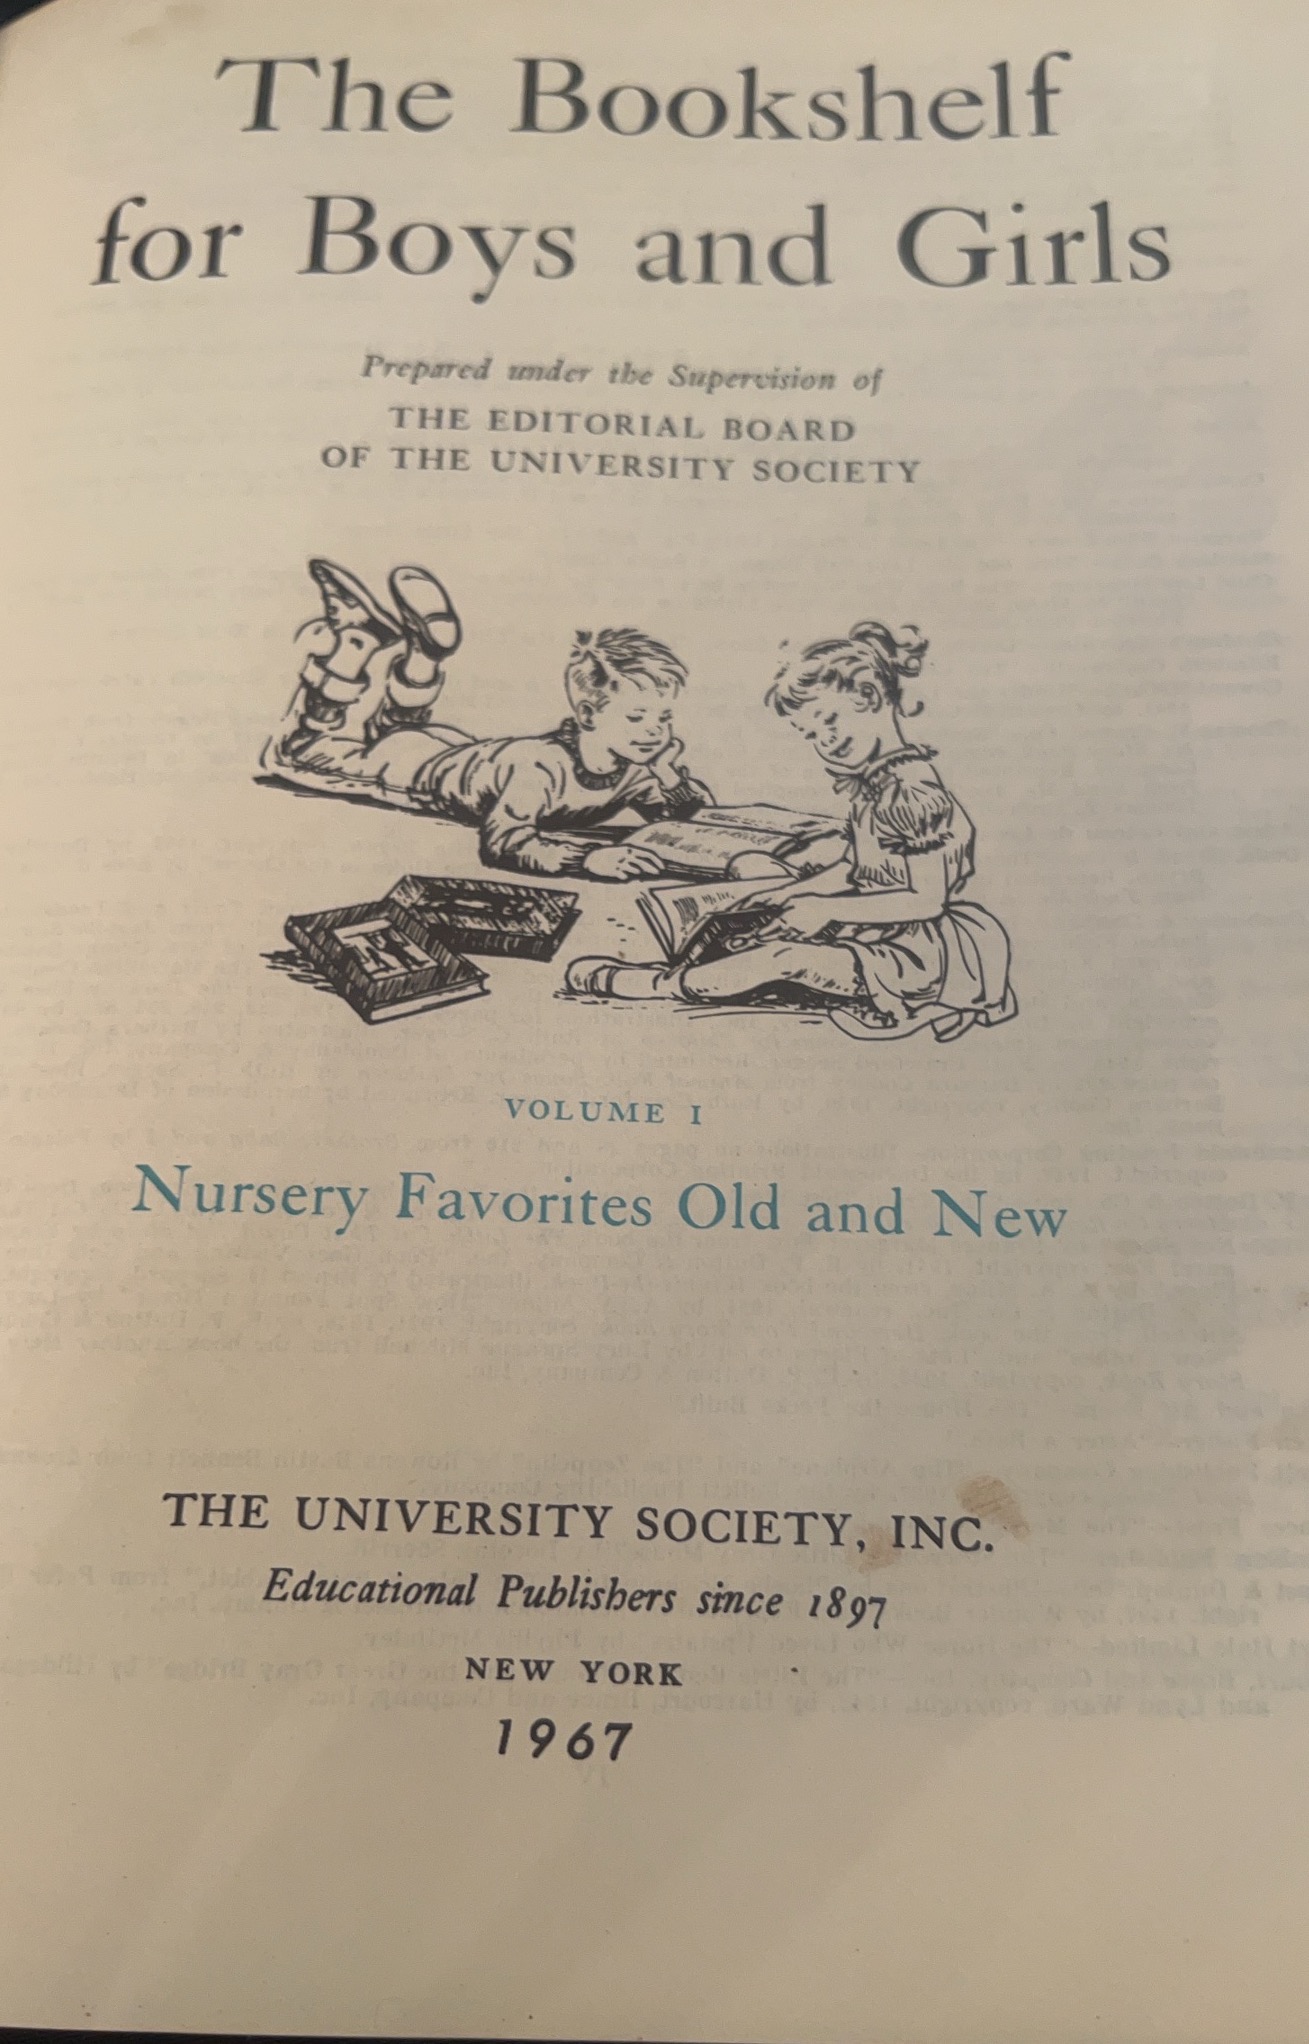 The Bookshelf
for Boys and Girls
Prepared under the Supervision of
THE EDITORIAL BOARD
OF THE UNIVERSITY SOCIETY
VOLUME I
Nursery Favorites Old and New
THE UNIVERSITY SOCIETY, INC.
Educational Publishers since 1897
NEW YORK
1967